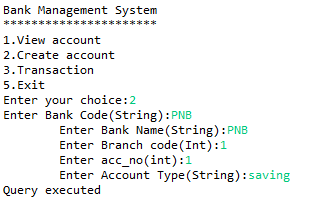 Bank Management System
**********************
1.View account
2.Create account
3.Transaction
5.Exit
Enter your choice:2
Enter Bank Code(String):PNB
Enter Bank Name(String):PNB
Enter Branch code(Int):1
Enter acc_no(int):1
Enter Account Type(String):saving
Query executed